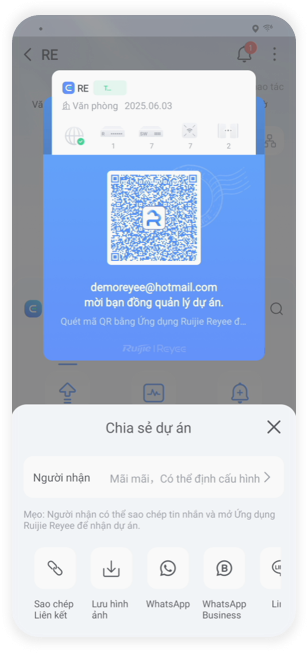 RE
1
RE
T...
Văn phòng 2025.06.03
1 7 7 2
demoreyee@hotmail.com
mời bạn đồng quản lý dự án.
Quét mã QR bằng Ứng dụng Ruijie Reyee đ...
Ruijie | Reyee
Chia sẻ dự án
Người nhận Mãi mãi, Có thể định cấu hình
Mẹo: Người nhận có thể sao chép tin nhắn và mở Ứng dụng
Ruijie Reyee để nhận dự án.
Sao chép Liên kết
Lưu hình ảnh
WhatsApp
WhatsApp Business